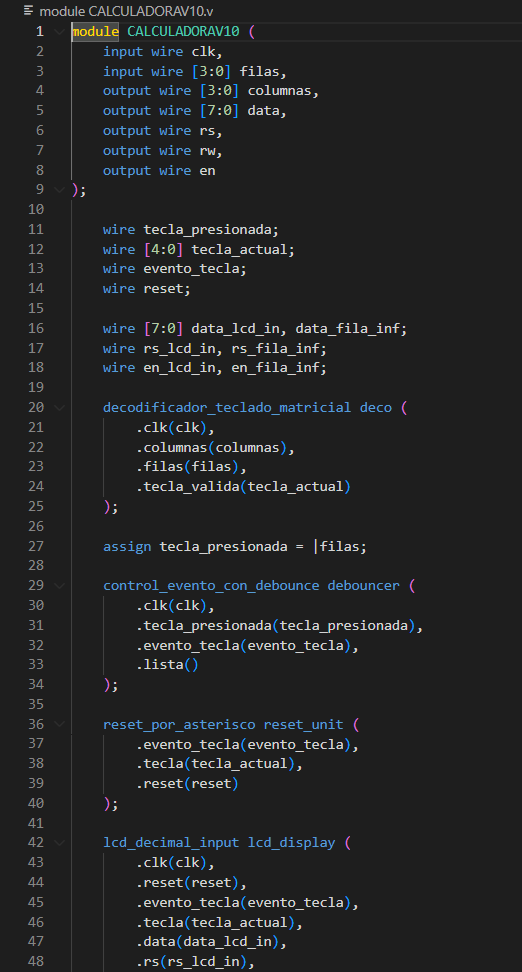 module CALCULADORAV10.v
1 module CALCULADORAV10 (
2     input wire clk,
3     input wire [3:0] filas,
4     output wire [3:0] columnas,
5     output wire [7:0] data,
6     output wire rs,
7     output wire rw,
8     output wire en
9 );
10
11     wire tecla_presionada;
12     wire [4:0] tecla_actual;
13     wire evento_tecla;
14     wire reset;
15
16     wire [7:0] data_lcd_in, data_fila_inf;
17     wire rs_lcd_in, rs_fila_inf;
18     wire en_lcd_in, en_fila_inf;
19
20     decodificador_teclado_matricial deco (
21         .clk(clk),
22         .columnas(columnas),
23         .filas(filas),
24         .tecla_valida(tecla_actual)
25     );
26
27     assign tecla_presionada = |filas;
28
29     control_evento_con_debounce debouncer (
30         .clk(clk),
31         .tecla_presionada(tecla_presionada),
32         .evento_tecla(evento_tecla),
33         .lista()
34     );
35
36     reset_por_asterisco reset_unit (
37         .evento_tecla(evento_tecla),
38         .tecla(tecla_actual),
39         .reset(reset)
40     );
41
42     lcd_decimal_input lcd_display (
43         .clk(clk),
44         .reset(reset),
45         .evento_tecla(evento_tecla),
46         .tecla(tecla_actual),
47         .data(data_lcd_in),
48         .rs(rs_lcd_in),